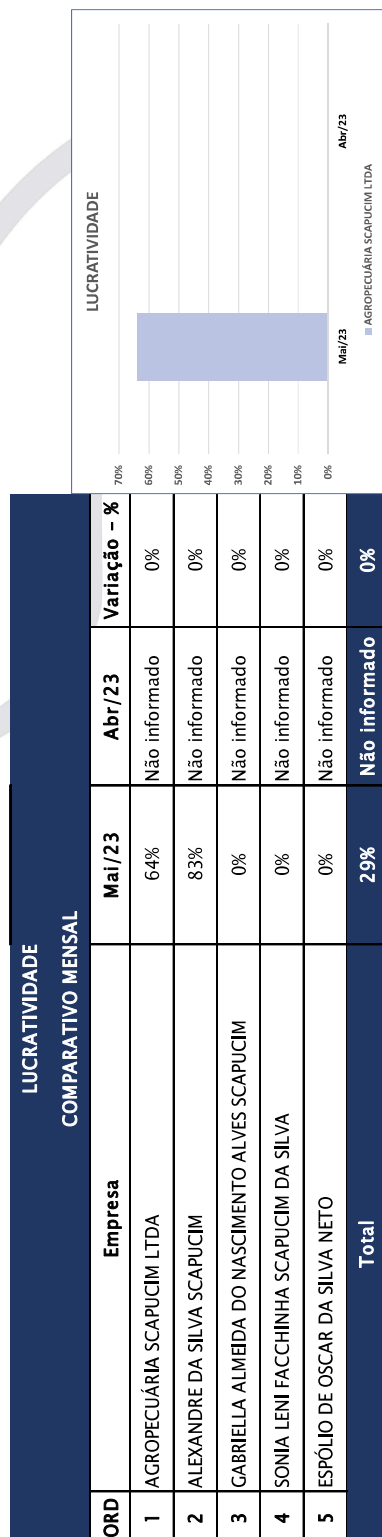 LUCRATIVIDADE
COMPARATIVO MENSAL
ORD Empresa Mai/23 Abr/23 Variação – %
1 AGROPECUÁRIA SCAPUCIM LTDA 64% Não informado 0%
2 ALEXANDRE DA SILVA SCAPUCIM 83% Não informado 0%
3 GABRIELLA ALMEIDA DO NASCIMENTO ALVES SCAPUCIM 0% Não informado 0%
4 SONIA LENI FACCHINHA SCAPUCIM DA SILVA 0% Não informado 0%
5 ESPÓLIO DE OSCAR DA SILVA NETO 0% Não informado 0%
Total 29% Não informado 0%
LUCRATIVIDADE
70%
60%
50%
40%
30%
20%
10%
0%
Mai/23 Abr/23
AGROPECUÁRIA SCAPUCIM LTDA